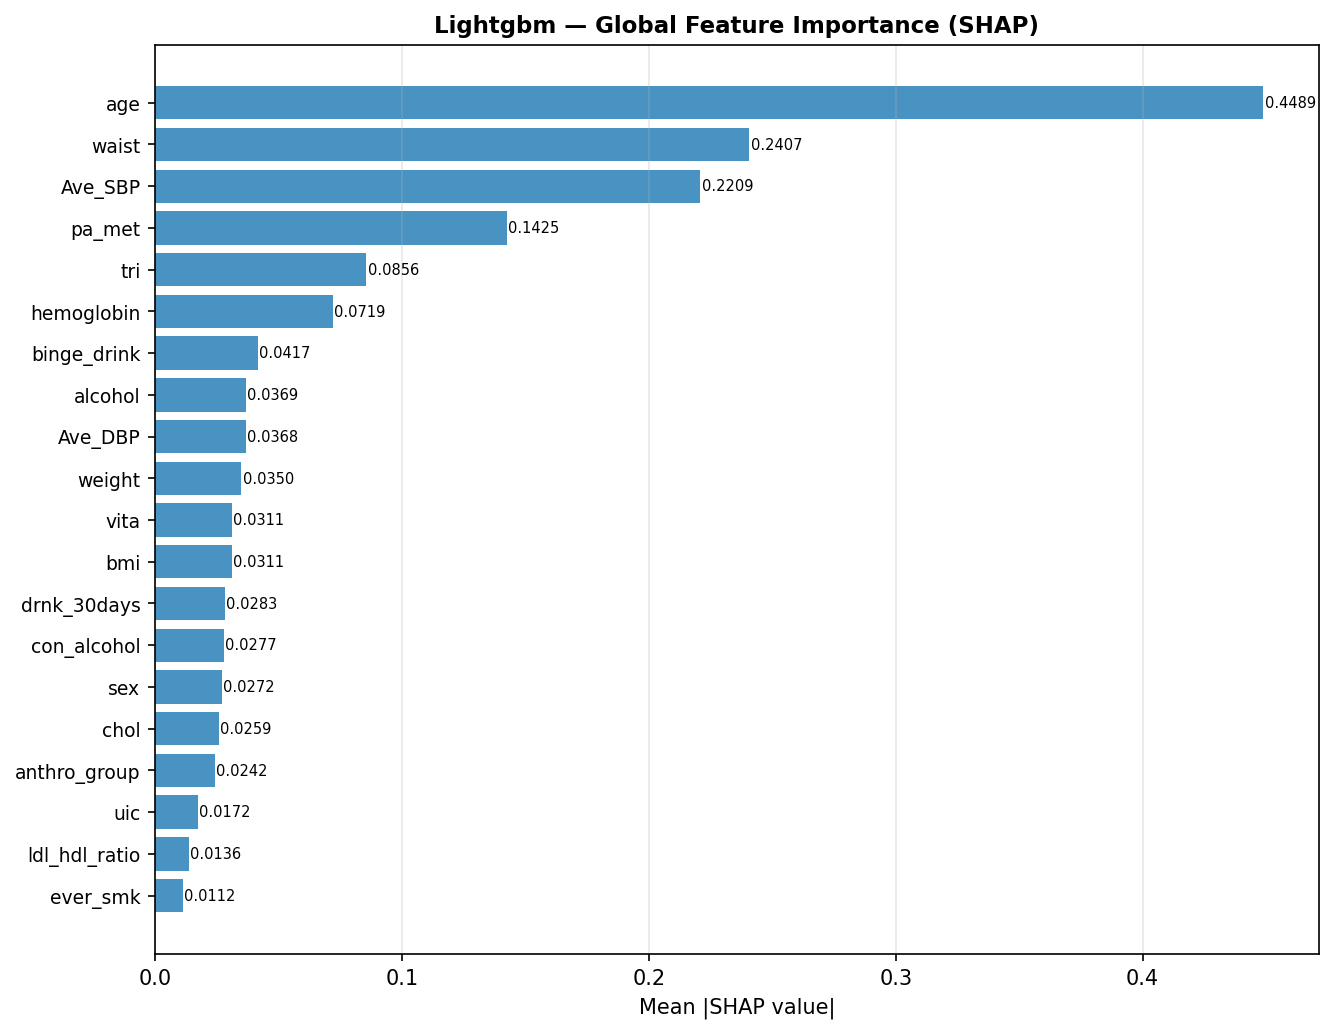 Lightgbm — Global Feature Importance (SHAP)
age 0.4489
waist 0.2407
Ave_SBP 0.2209
pa_met 0.1425
tri 0.0856
hemoglobin 0.0719
binge_drink 0.0417
alcohol 0.0369
Ave_DBP 0.0368
weight 0.0350
vita 0.0311
bmi 0.0311
drnk_30days 0.0283
con_alcohol 0.0277
sex 0.0272
chol 0.0259
anthro_group 0.0242
uic 0.0172
ldl_hdl_ratio 0.0136
ever_smk 0.0112
0.0 0.1 0.2 0.3 0.4
Mean |SHAP value|